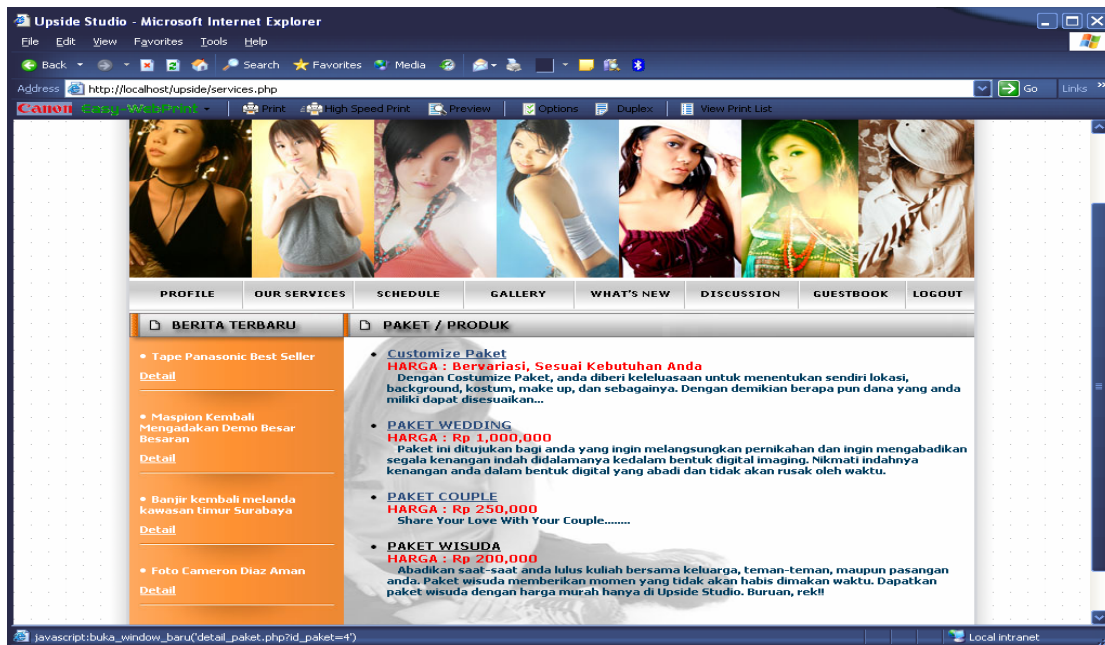 Upside Studio - Microsoft Internet Explorer
File Edit View Favorites Tools Help
Back Search Favorites Media
Address http://localhost/upside/services.php Go Links »
Canon Easy-WebPrint Print High Speed Print Preview Options Duplex View Print List
PROFILE OUR SERVICES SCHEDULE GALLERY WHAT'S NEW DISCUSSION GUESTBOOK LOGOUT
BERITA TERBARU
• Tape Panasonic Best Seller
Detail
• Maspion Kembali
Mengadakan Demo Besar
Besaran
Detail
• Banjir kembali melanda
kawasan timur Surabaya
Detail
• Foto Cameron Diaz Aman
Detail
PAKET / PRODUK
• Customize Paket
HARGA : Bervariasi, Sesuai Kebutuhan Anda
Dengan Costumize Paket, anda diberi keleluasaan untuk menentukan sendiri lokasi,
background, kostum, make up, dan sebagainya. Dengan demikian berapa pun dana yang anda
miliki dapat disesuaikan...
• PAKET WEDDING
HARGA : Rp 1,000,000
Paket ini ditujukan bagi anda yang ingin melangsungkan pernikahan dan ingin mengabadikan
segala kenangan indah didalamanya kedalam bentuk digital imaging. Nikmati indahnya
kenangan anda dalam bentuk digital yang abadi dan tidak akan rusak oleh waktu.
• PAKET COUPLE
HARGA : Rp 250,000
Share Your Love With Your Couple........
• PAKET WISUDA
HARGA : Rp 200,000
Abadikan saat-saat anda lulus kuliah bersama keluarga, teman-teman, maupun pasangan
anda. Paket wisuda memberikan momen yang tidak akan habis dimakan waktu. Dapatkan
paket wisuda dengan harga murah hanya di Upside Studio. Buruan, rek!!
javascript:buka_window_baru('detail_paket.php?id_paket=4') Local intranet